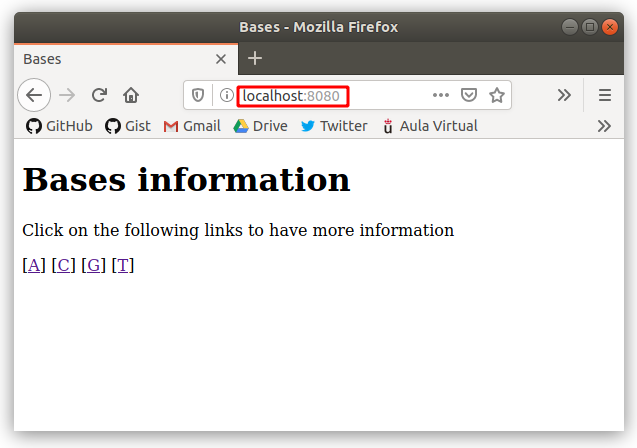 Bases - Mozilla Firefox
Bases
localhost:8080
GitHub Gist Gmail Drive Twitter Aula Virtual
Bases information
Click on the following links to have more information
[A] [C] [G] [T]